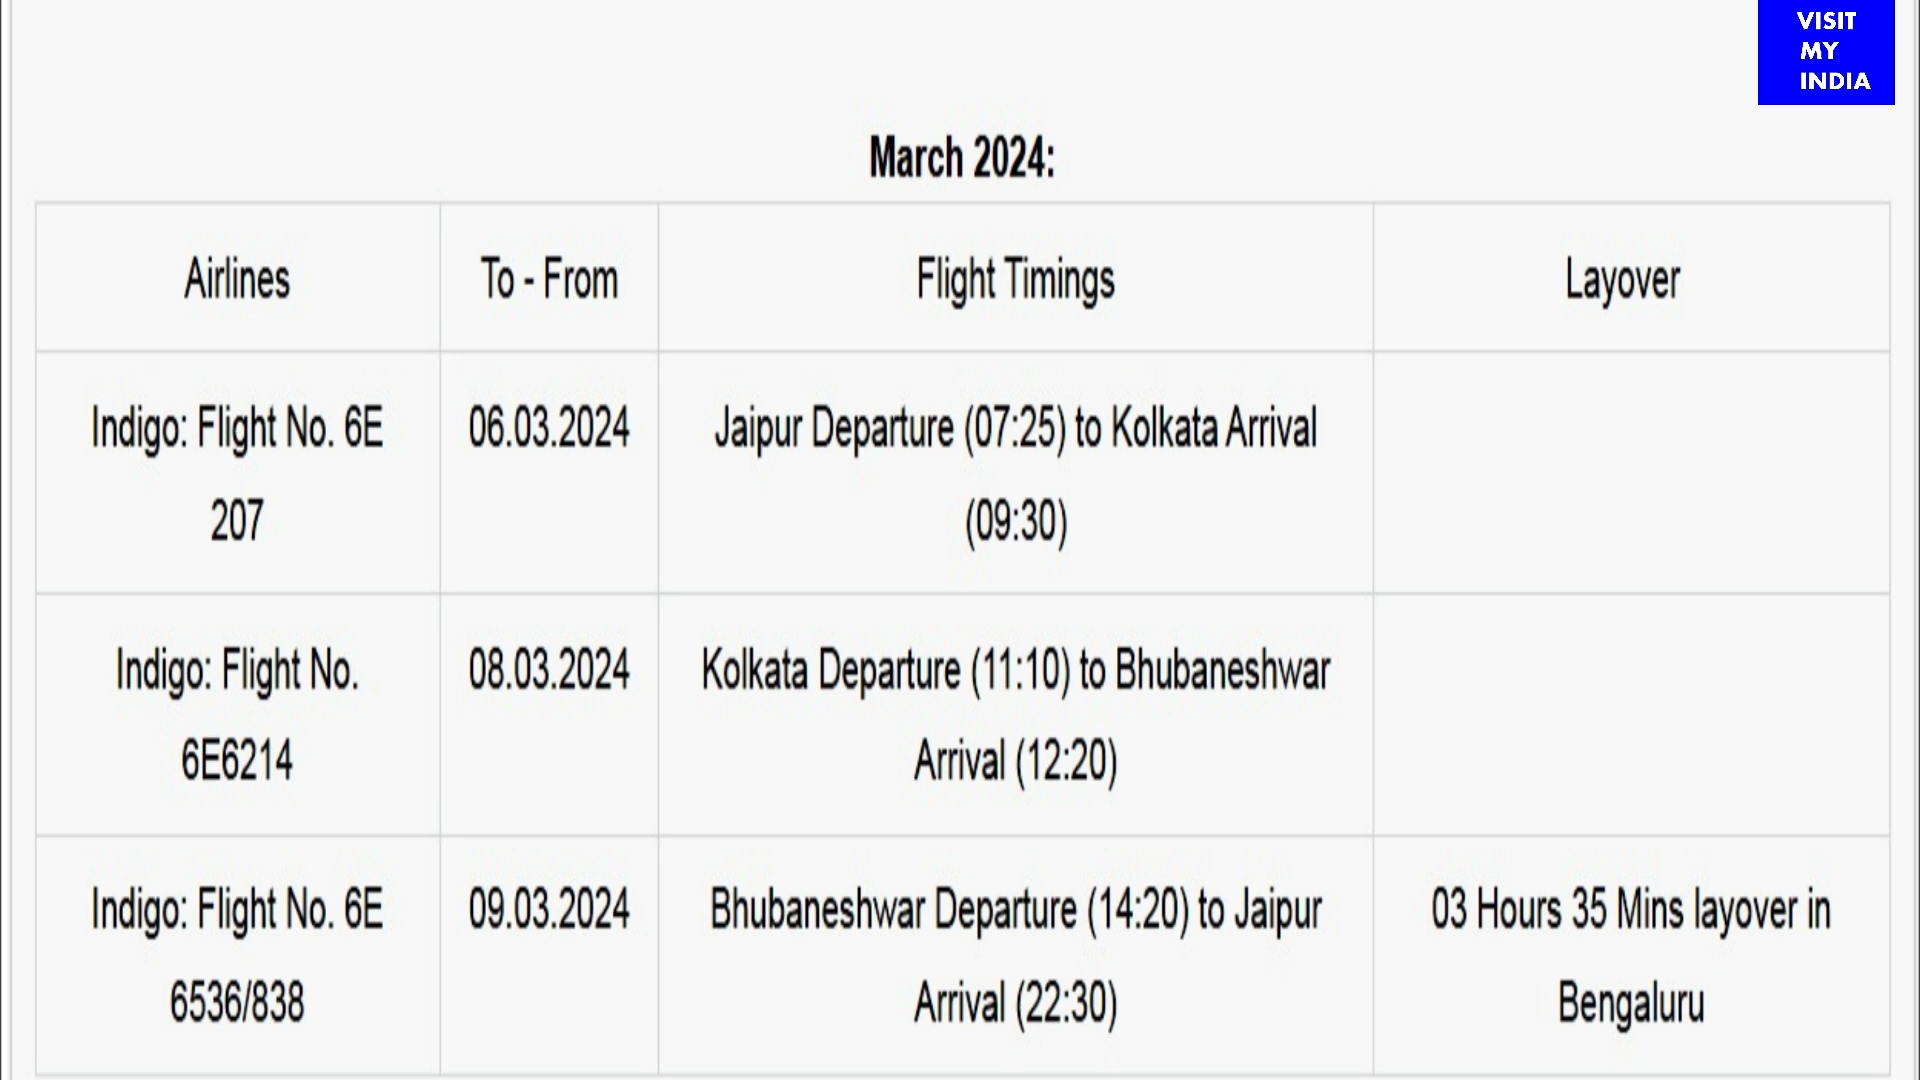 VISIT
MY
INDIA
March 2024:
Airlines To - From Flight Timings Layover
Indigo: Flight No. 6E 06.03.2024 Jaipur Departure (07:25) to Kolkata Arrival
207 (09:30)
Indigo: Flight No. 08.03.2024 Kolkata Departure (11:10) to Bhubaneshwar
6E6214 Arrival (12:20)
Indigo: Flight No. 6E 09.03.2024 Bhubaneshwar Departure (14:20) to Jaipur 03 Hours 35 Mins layover in
6536/838 Arrival (22:30) Bengaluru